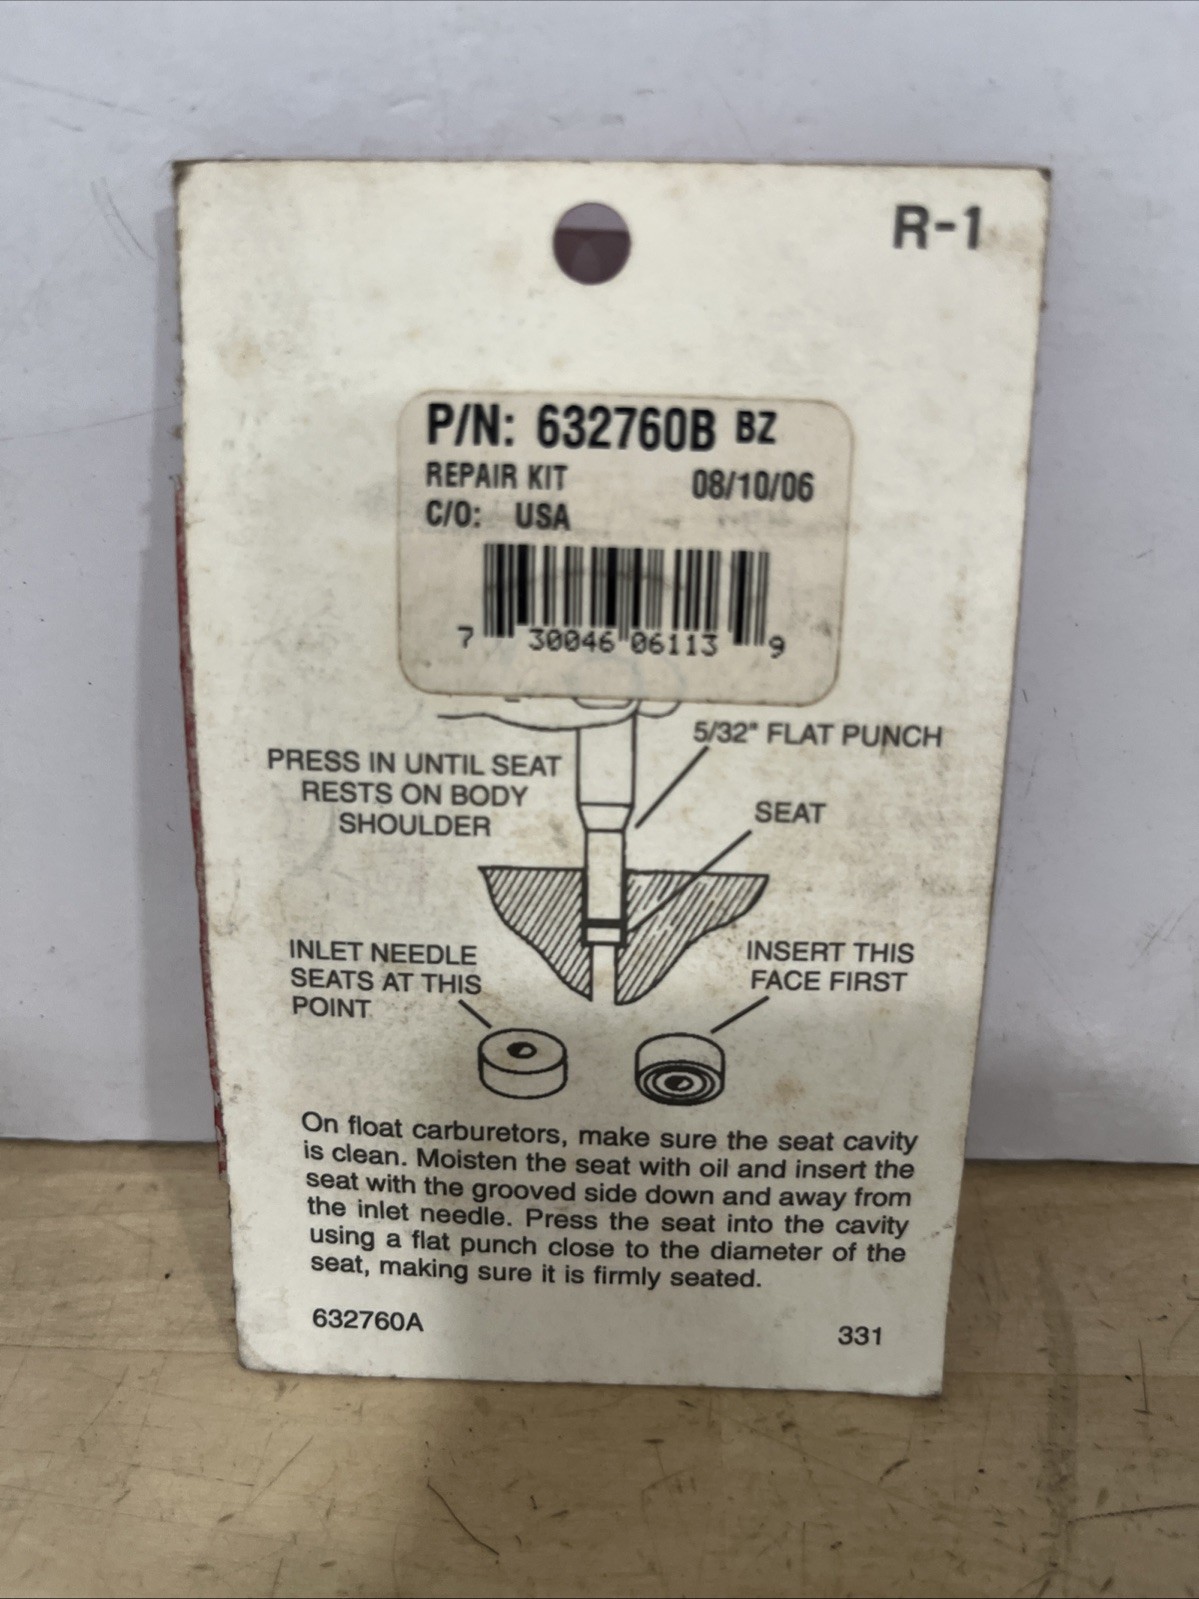 R-1
P/N: 632760B BZ
REPAIR KIT 08/10/06
C/O: USA
7 30046 06113 9
5/32" FLAT PUNCH
PRESS IN UNTIL SEAT
RESTS ON BODY
SHOULDER
SEAT
INLET NEEDLE
SEATS AT THIS
POINT
INSERT THIS
FACE FIRST
On float carburetors, make sure the seat cavity
is clean. Moisten the seat with oil and insert the
seat with the grooved side down and away from
the inlet needle. Press the seat into the cavity
using a flat punch close to the diameter of the
seat, making sure it is firmly seated.
632760A 331